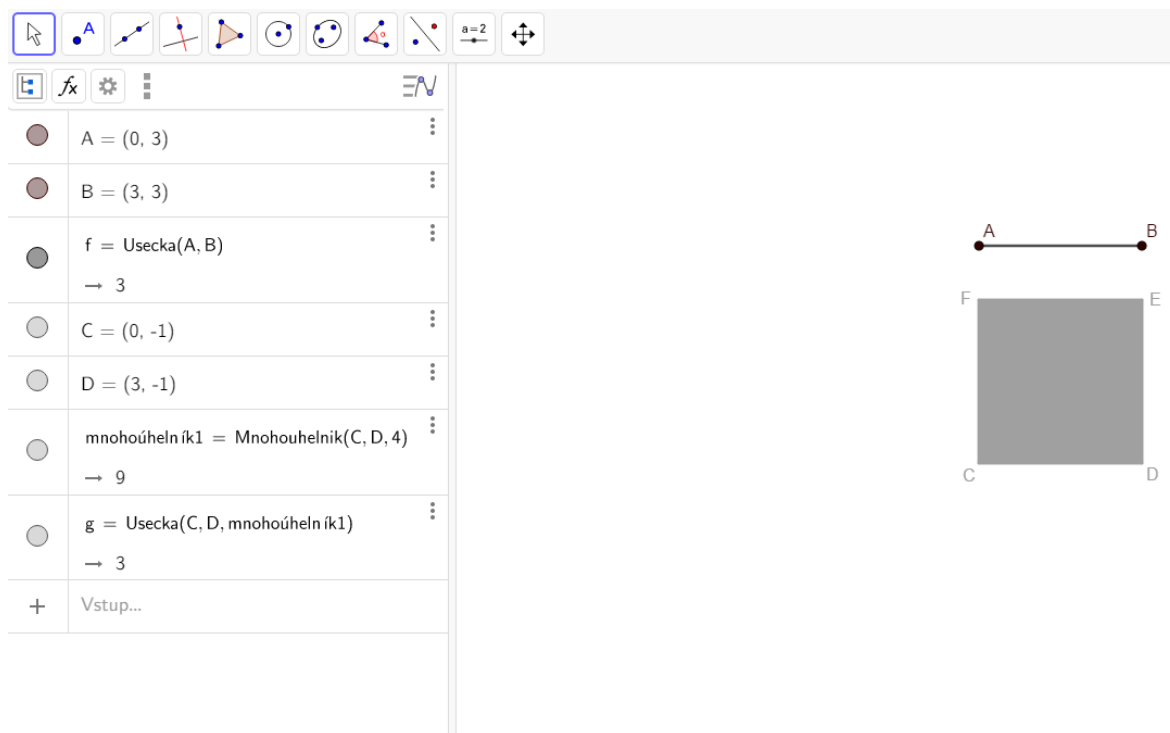 A
α
a=2
fx
A = (0, 3)
B = (3, 3)
f = Usecka(A, B)
→ 3
C = (0, -1)
D = (3, -1)
mnohoúhelník1 = Mnohouhelnik(C, D, 4)
→ 9
g = Usecka(C, D, mnohoúhelník1)
→ 3
+ Vstup...
A B
F E
C D